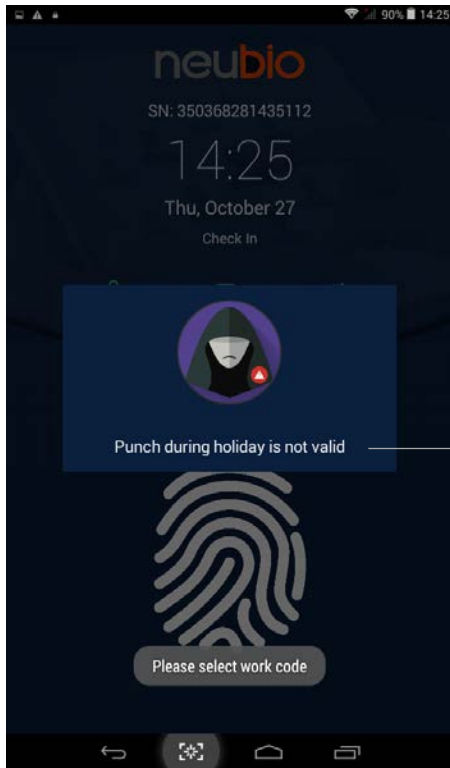 90% 14:25
neubio
SN: 350368281435112
14:25
Thu, October 27
Check In
Punch during holiday is not valid
Please select work code